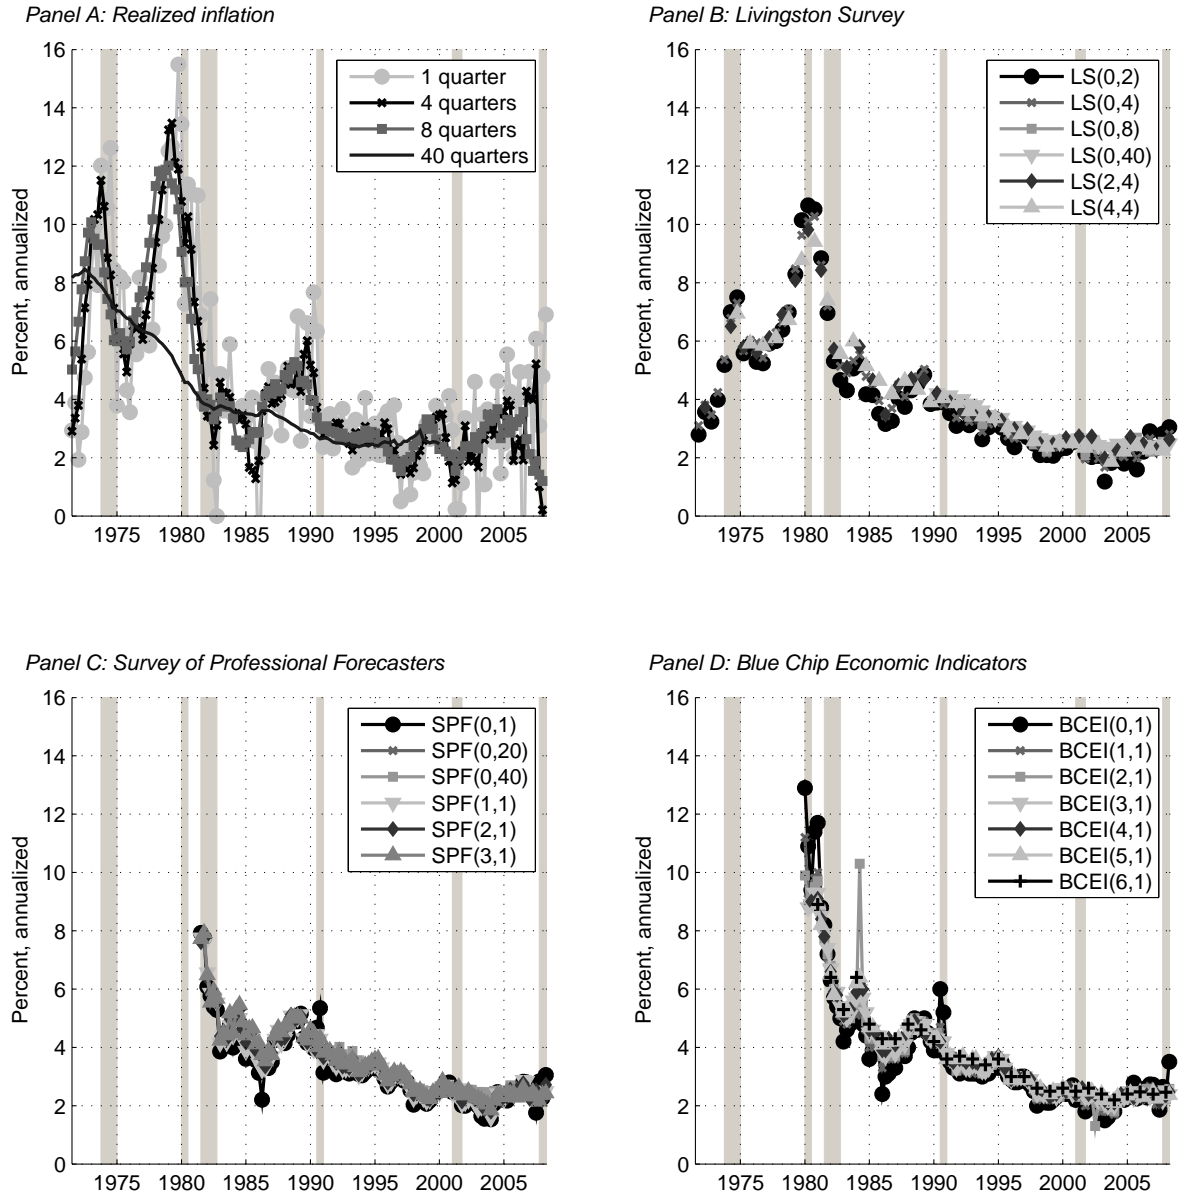 Panel A: Realized inflation
Percent, annualized
16
14
12
10
8
6
4
2
0
1975 1980 1985 1990 1995 2000 2005
1 quarter
4 quarters
8 quarters
40 quarters
Panel B: Livingston Survey
Percent, annualized
16
14
12
10
8
6
4
2
0
1975 1980 1985 1990 1995 2000 2005
LS(0,2)
LS(0,4)
LS(0,8)
LS(0,40)
LS(2,4)
LS(4,4)
Panel C: Survey of Professional Forecasters
Percent, annualized
16
14
12
10
8
6
4
2
0
1975 1980 1985 1990 1995 2000 2005
SPF(0,1)
SPF(0,20)
SPF(0,40)
SPF(1,1)
SPF(2,1)
SPF(3,1)
Panel D: Blue Chip Economic Indicators
Percent, annualized
16
14
12
10
8
6
4
2
0
1975 1980 1985 1990 1995 2000 2005
BCEI(0,1)
BCEI(1,1)
BCEI(2,1)
BCEI(3,1)
BCEI(4,1)
BCEI(5,1)
BCEI(6,1)